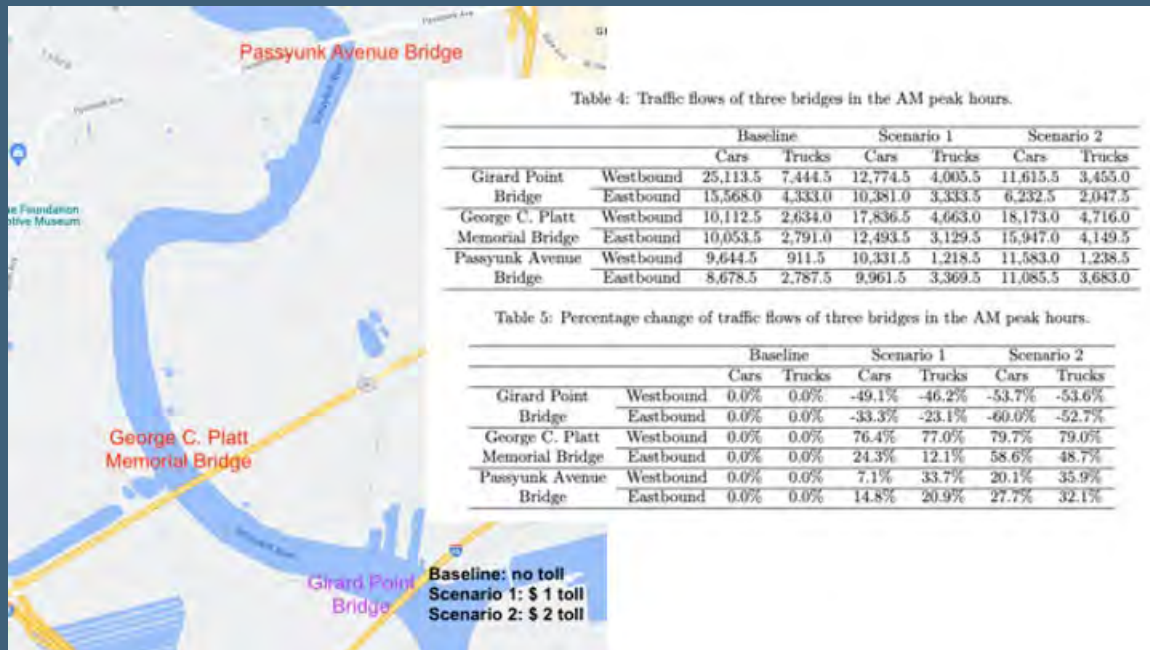 Passyunk Avenue Bridge
Table 4: Traffic flows of three bridges in the AM peak hours.
Baseline Scenario 1 Scenario 2
Cars Trucks Cars Trucks Cars Trucks
Girard Point Westbound 25,113.5 7,444.5 12,774.5 4,005.5 11,615.5 3,455.0
Bridge Eastbound 15,568.0 4,333.0 10,381.0 3,333.5 6,232.5 2,047.5
George C. Platt Westbound 10,112.5 2,634.0 17,836.5 4,663.0 18,173.0 4,716.0
Memorial Bridge Eastbound 10,053.5 2,791.0 12,493.5 3,129.5 15,947.0 4,149.5
Passyunk Avenue Westbound 9,644.5 911.5 10,331.5 1,218.5 11,583.0 1,238.5
Bridge Eastbound 8,678.5 2,787.5 9,961.5 3,369.5 11,085.5 3,683.0
Table 5: Percentage change of traffic flows of three bridges in the AM peak hours.
Baseline Scenario 1 Scenario 2
Cars Trucks Cars Trucks Cars Trucks
Girard Point Westbound 0.0% 0.0% -49.1% -46.2% -53.7% -53.6%
Bridge Eastbound 0.0% 0.0% -33.3% -23.1% -60.0% -52.7%
George C. Platt Westbound 0.0% 0.0% 76.4% 77.0% 79.7% 79.0%
Memorial Bridge Eastbound 0.0% 0.0% 24.3% 12.1% 58.6% 48.7%
Passyunk Avenue Westbound 0.0% 0.0% 7.1% 33.7% 20.1% 35.9%
Bridge Eastbound 0.0% 0.0% 14.8% 20.9% 27.7% 32.1%
Foundation
Museum
George C. Platt
Memorial Bridge
Girard Point
Bridge
Baseline: no toll
Scenario 1: $ 1 toll
Scenario 2: $ 2 toll